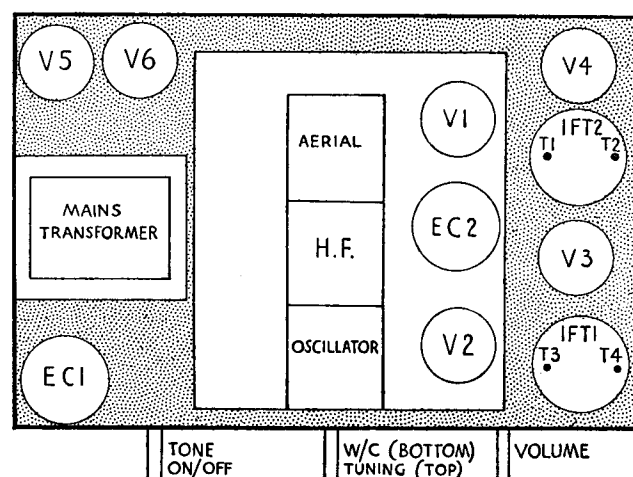 V5
V6
V4
V1
IFT2
T1
T2
AERIAL
MAINS
TRANSFORMER
H.F.
EC2
V3
OSCILLATOR
V2
IFT1
T3
T4
EC1
TONE
ON/OFF
W/C (BOTTOM)
TUNING (TOP)
VOLUME